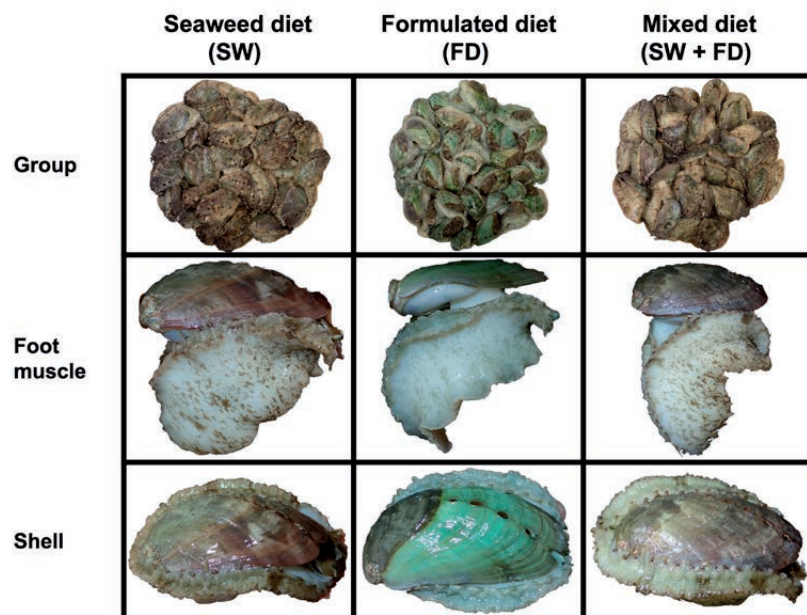 Seaweed diet
(SW)
Formulated diet
(FD)
Mixed diet
(SW + FD)
Group
Foot
muscle
Shell